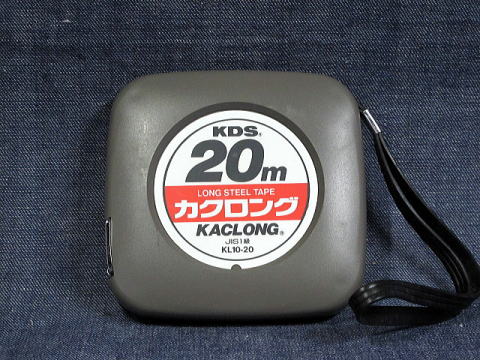 KDS®
20m
LONG STEEL TAPE
カクロング
KACLONG®
JIS1級
KL10-20